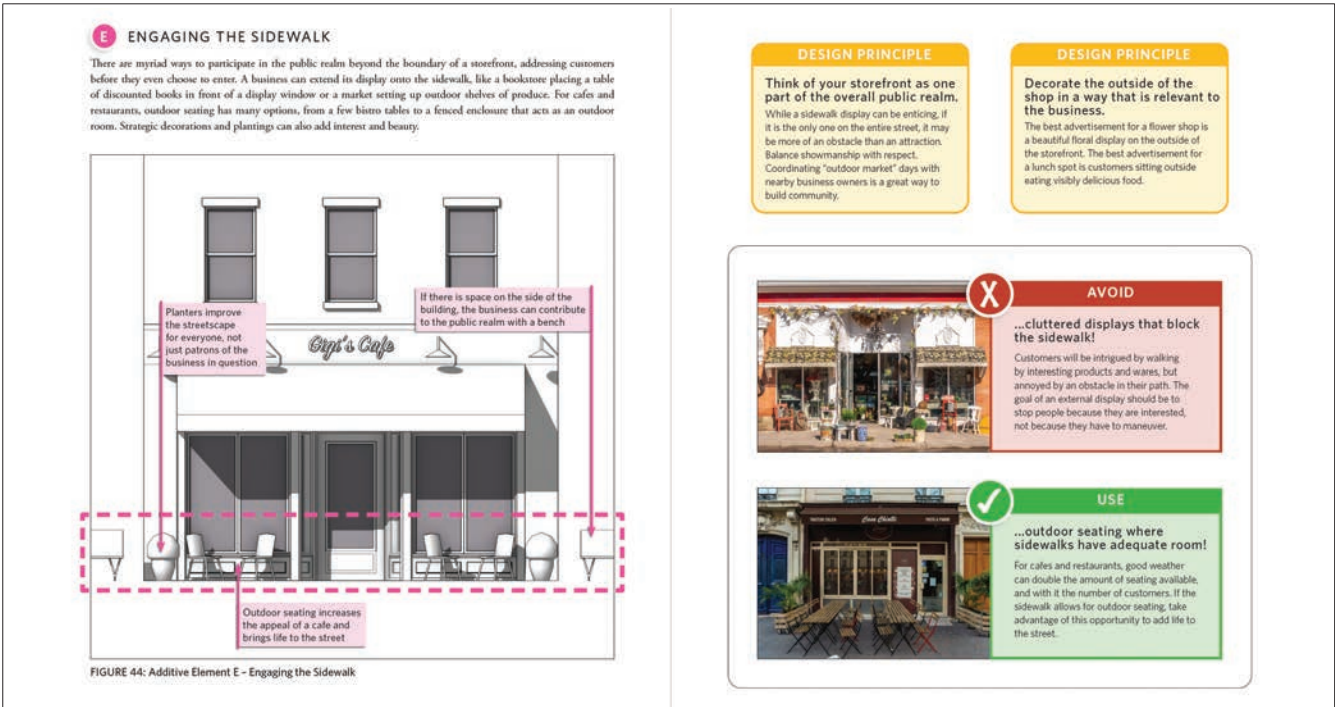 E ENGAGING THE SIDEWALK
There are myriad ways to participate in the public realm beyond the boundary of a storefront, addressing customers
before they even choose to enter. A business can extend its display onto the sidewalk, like a bookstore placing a table
of discounted books in front of a display window or a market setting up outdoor shelves of produce. For cafes and
restaurants, outdoor seating has many options, from a few bistro tables to a fenced enclosure that acts as an outdoor
room. Strategic decorations and plantings can also add interest and beauty.
Planters improve
the streetscape
for everyone, not
just patrons of the
business in question
If there is space on the side of the
building, the business can contribute
to the public realm with a bench
Gigi's Cafe
Outdoor seating increases
the appeal of a cafe and
brings life to the street
FIGURE 44: Additive Element E – Engaging the Sidewalk
DESIGN PRINCIPLE
Think of your storefront as one
part of the overall public realm.
While a sidewalk display can be enticing, if
it is the only one on the entire street, it may
be more of an obstacle than an attraction.
Balance showmanship with respect.
Coordinating "outdoor market" days with
nearby business owners is a great way to
build community.
DESIGN PRINCIPLE
Decorate the outside of the
shop in a way that is relevant to
the business.
The best advertisement for a flower shop is
a beautiful floral display on the outside of
the storefront. The best advertisement for
a lunch spot is customers sitting outside
eating visibly delicious food.
X AVOID
...cluttered displays that block
the sidewalk!
Customers will be intrigued by walking
by interesting products and wares, but
annoyed by an obstacle in their path. The
goal of an external display should be to
stop people because they are interested,
not because they have to maneuver.
USE
...outdoor seating where
sidewalks have adequate room!
For cafes and restaurants, good weather
can double the amount of seating available,
and with it the number of customers. If the
sidewalk allows for outdoor seating, take
advantage of this opportunity to add life to
the street.